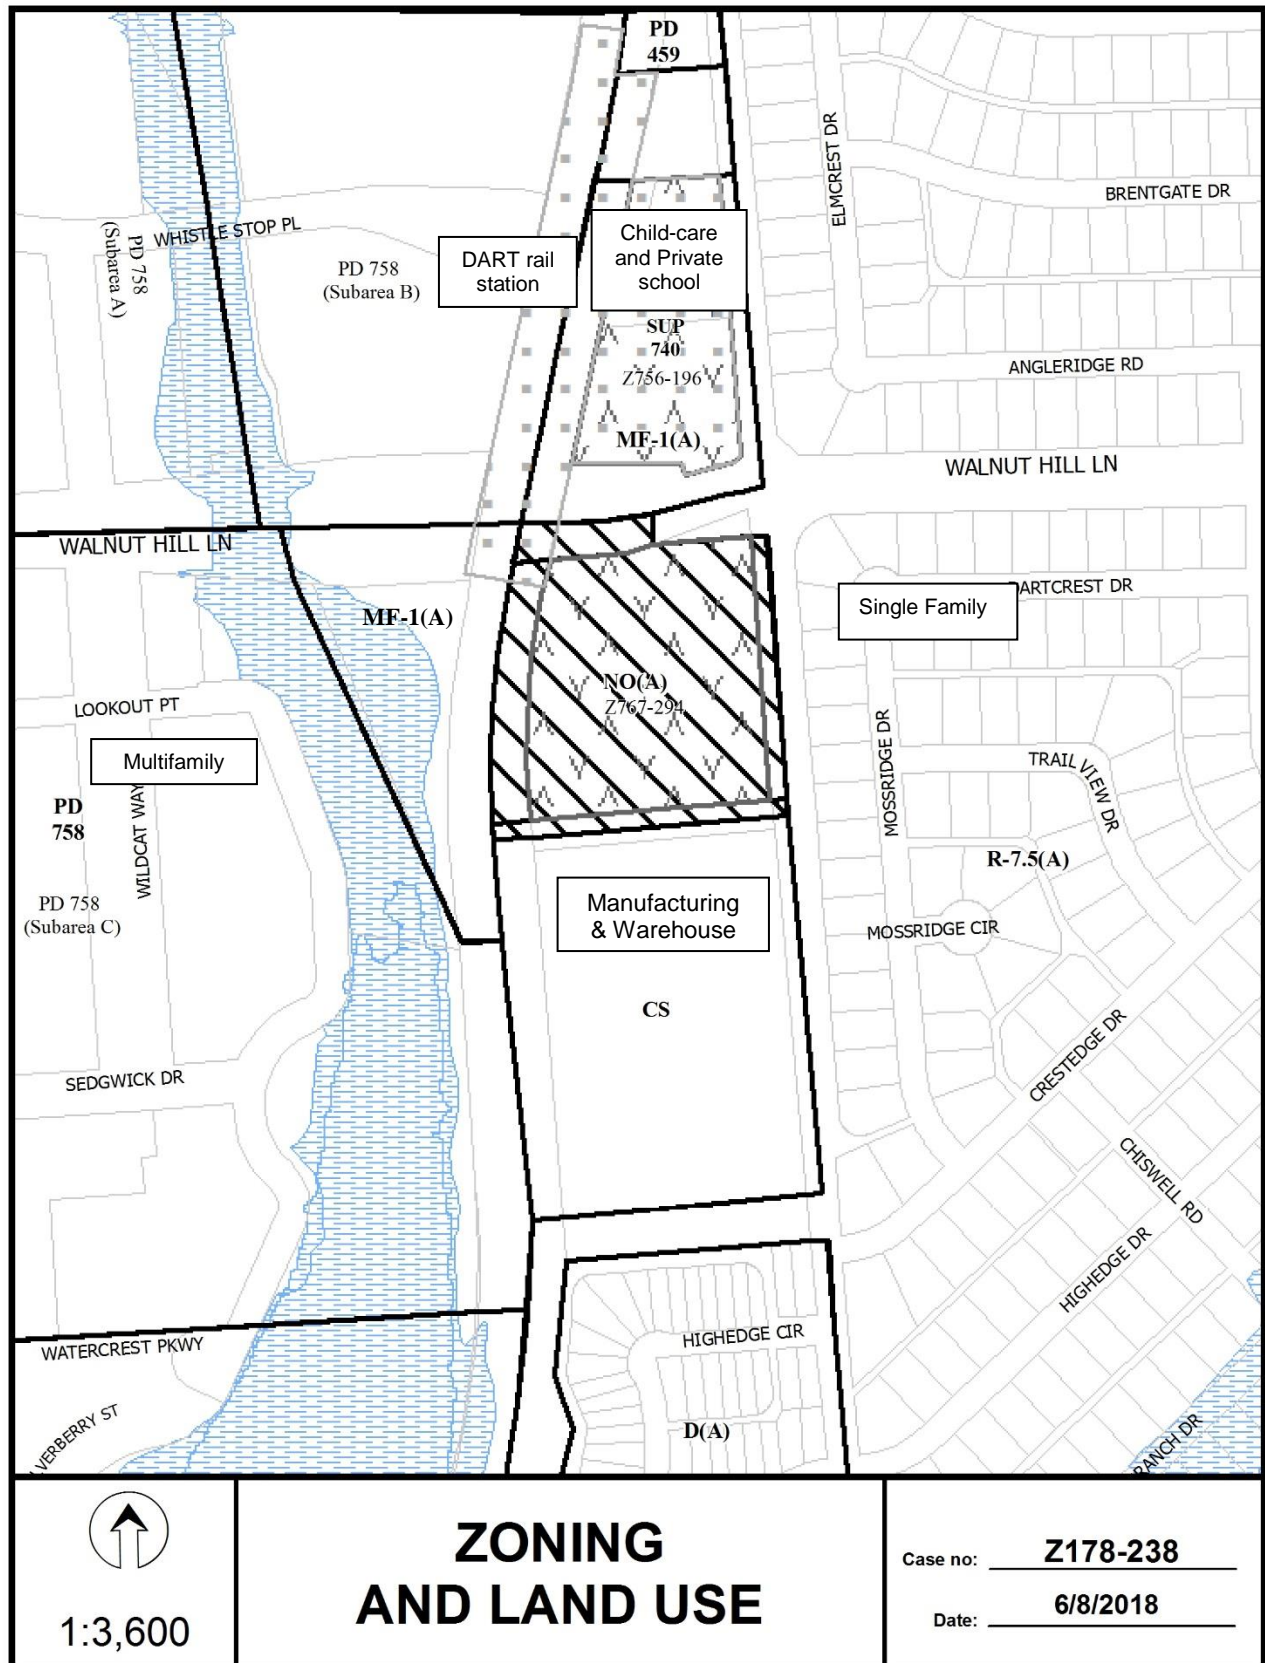 PD
459
ELMCREST DR
BRENTGATE DR
WHISTLE STOP PL
PD 758
(Subarea A)
PD 758
(Subarea B)
DART rail
station
Child-care
and Private
school
SUP
740
Z756-196
ANGLERIDGE RD
MF-1(A)
WALNUT HILL LN
WALNUT HILL LN
MF-1(A)
Single Family
DARTCREST DR
NO(A)
Z767-294
LOOKOUT PT
Multifamily
PD
758
WILDCAT WAY
MOSSRIDGE DR
TRAIL VIEW DR
R-7.5(A)
PD 758
(Subarea C)
Manufacturing
& Warehouse
MOSSRIDGE CIR
CS
SEDGWICK DR
CRESTEDGE DR
CHISWELL RD
HIGHEDGE DR
WATERCREST PKWY
HIGHEDGE CIR
VERBERRY ST
D(A)
RANCH DR
1:3,600
ZONING
AND LAND USE
Case no: Z178-238
Date: 6/8/2018